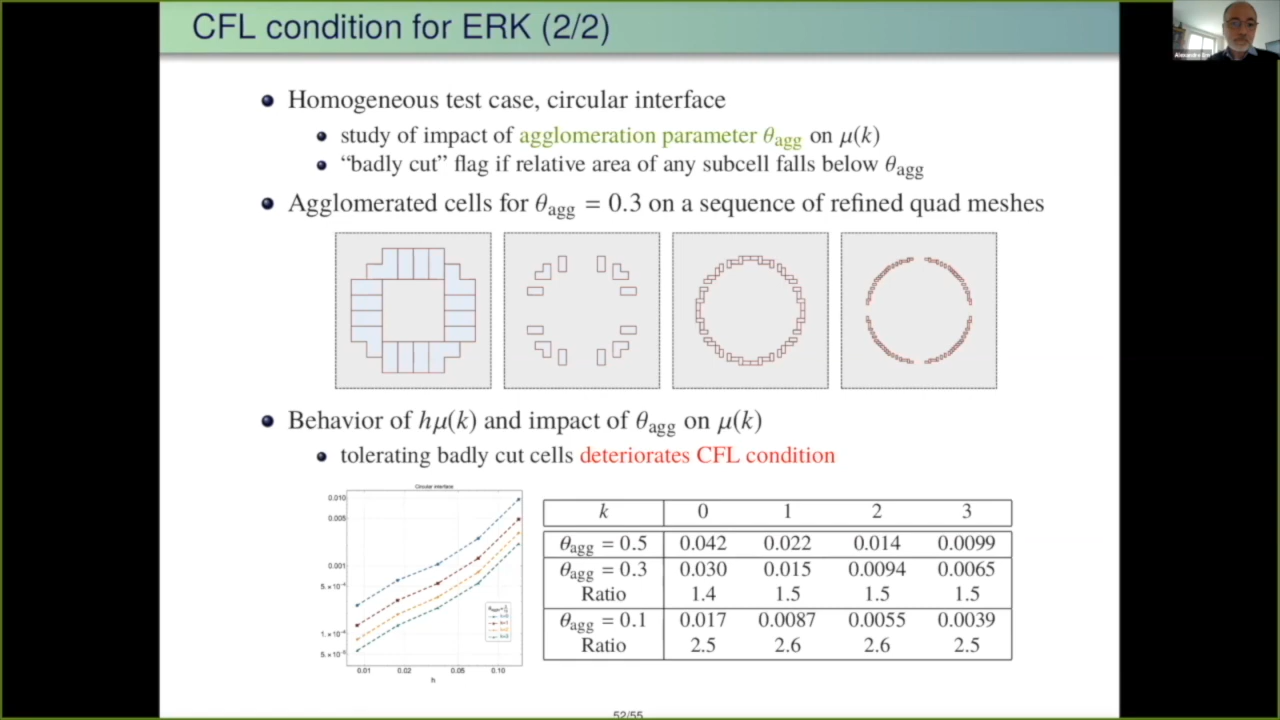 CFL condition for ERK (2/2)
Homogeneous test case, circular interface
study of impact of agglomeration parameter θagg on μ(k)
“badly cut” flag if relative area of any subcell falls below θagg
Agglomerated cells for θagg = 0.3 on a sequence of refined quad meshes
Behavior of hμ(k) and impact of θagg on μ(k)
tolerating badly cut cells deteriorates CFL condition
Circular interface
0.010
0.005
0.001
5.×10⁻⁴
1.×10⁻⁴
5.×10⁻⁵
0.01 0.02 0.05 0.10
h
k 0 1 2 3
θagg = 0.5 0.042 0.022 0.014 0.0099
θagg = 0.3 0.030 0.015 0.0094 0.0065
Ratio 1.4 1.5 1.5 1.5
θagg = 0.1 0.017 0.0087 0.0055 0.0039
Ratio 2.5 2.6 2.6 2.5
52/55